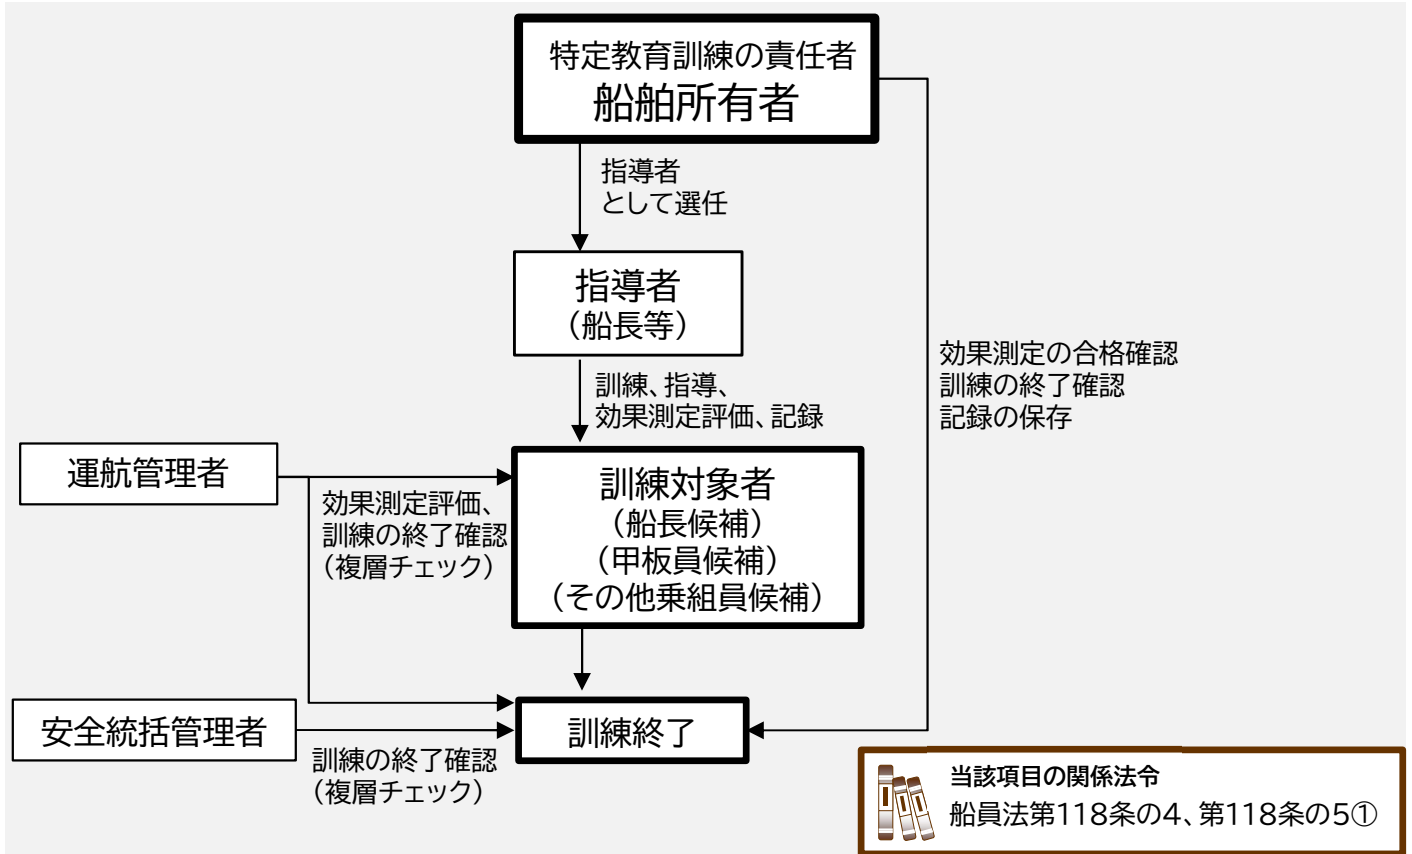 特定教育訓練の責任者
船舶所有者
指導者
として選任
指導者
（船長等）
訓練、指導、
効果測定評価、記録
効果測定の合格確認
訓練の終了確認
記録の保存
運航管理者
効果測定評価、
訓練の終了確認
（複層チェック）
訓練対象者
（船長候補）
（甲板員候補）
（その他乗組員候補）
安全統括管理者
訓練の終了確認
（複層チェック）
訓練終了
当該項目の関係法令
船員法第118条の4、第118条の5①